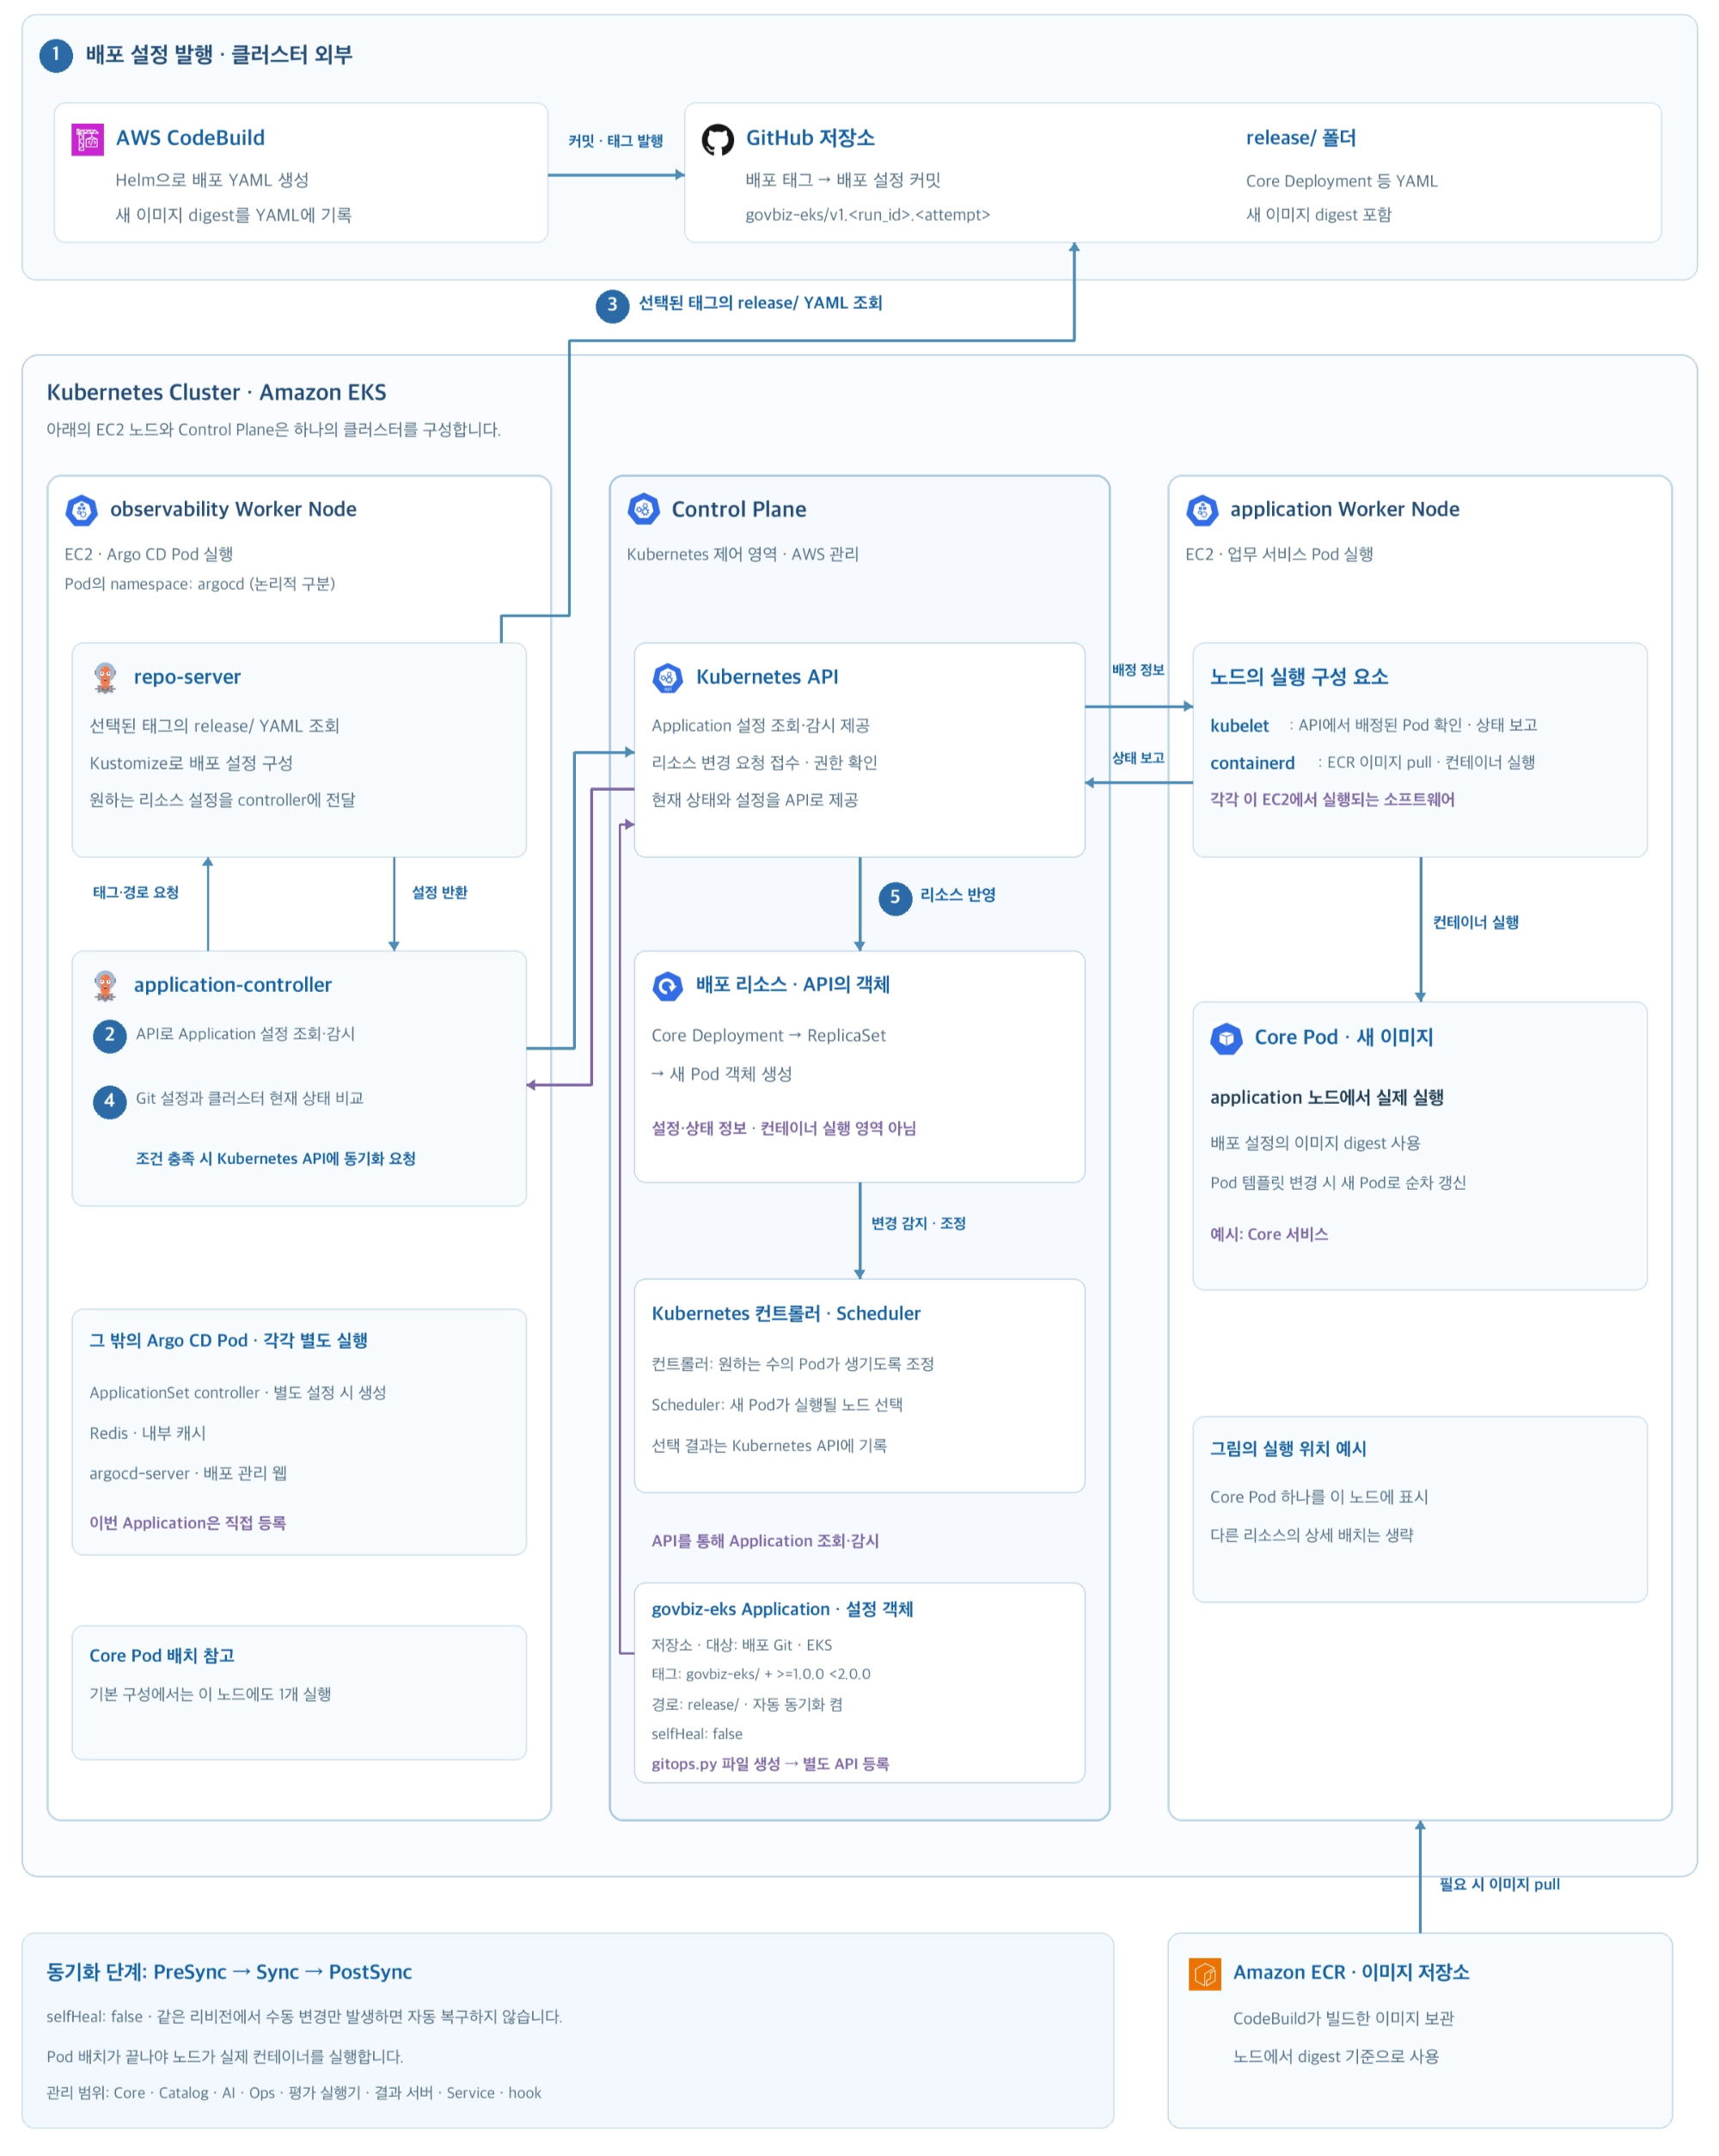 1 배포 설정 발행 · 클러스터 외부
AWS CodeBuild
Helm으로 배포 YAML 생성
새 이미지 digest를 YAML에 기록
커밋 · 태그 발행
GitHub 저장소
배포 태그 → 배포 설정 커밋
govbiz-eks/v1.<run_id>.<attempt>
release/ 폴더
Core Deployment 등 YAML
새 이미지 digest 포함
3 선택된 태그의 release/ YAML 조회
Kubernetes Cluster · Amazon EKS
아래의 EC2 노드와 Control Plane은 하나의 클러스터를 구성합니다.
observability Worker Node
EC2 · Argo CD Pod 실행
Pod의 namespace: argocd (논리적 구분)
repo-server
선택된 태그의 release/ YAML 조회
Kustomize로 배포 설정 구성
원하는 리소스 설정을 controller에 전달
태그·경로 요청
설정 반환
application-controller
2 API로 Application 설정 조회·감시
4 Git 설정과 클러스터 현재 상태 비교
조건 충족 시 Kubernetes API에 동기화 요청
그 밖의 Argo CD Pod · 각각 별도 실행
ApplicationSet controller · 별도 설정 시 생성
Redis · 내부 캐시
argocd-server · 배포 관리 웹
이번 Application은 직접 등록
Core Pod 배치 참고
기본 구성에서는 이 노드에도 1개 실행
Control Plane
Kubernetes 제어 영역 · AWS 관리
Kubernetes API
Application 설정 조회·감시 제공
리소스 변경 요청 접수 · 권한 확인
현재 상태와 설정을 API로 제공
5 리소스 반영
배포 리소스 · API의 객체
Core Deployment → ReplicaSet
→ 새 Pod 객체 생성
설정·상태 정보 · 컨테이너 실행 영역 아님
변경 감지 · 조정
Kubernetes 컨트롤러 · Scheduler
컨트롤러: 원하는 수의 Pod가 생기도록 조정
Scheduler: 새 Pod가 실행될 노드 선택
선택 결과는 Kubernetes API에 기록
API를 통해 Application 조회·감시
govbiz-eks Application · 설정 객체
저장소 · 대상: 배포 Git · EKS
태그: govbiz-eks/ + >=1.0.0 <2.0.0
경로: release/ · 자동 동기화 켬
selfHeal: false
gitops.py 파일 생성 → 별도 API 등록
배정 정보
상태 보고
application Worker Node
EC2 · 업무 서비스 Pod 실행
노드의 실행 구성 요소
kubelet : API에서 배정된 Pod 확인 · 상태 보고
containerd : ECR 이미지 pull · 컨테이너 실행
각각 이 EC2에서 실행되는 소프트웨어
컨테이너 실행
Core Pod · 새 이미지
application 노드에서 실제 실행
배포 설정의 이미지 digest 사용
Pod 템플릿 변경 시 새 Pod로 순차 갱신
예시: Core 서비스
그림의 실행 위치 예시
Core Pod 하나를 이 노드에 표시
다른 리소스의 상세 배치는 생략
필요 시 이미지 pull
동기화 단계: PreSync → Sync → PostSync
selfHeal: false · 같은 리비전에서 수동 변경만 발생하면 자동 복구하지 않습니다.
Pod 배치가 끝나야 노드가 실제 컨테이너를 실행합니다.
관리 범위: Core · Catalog · AI · Ops · 평가 실행기 · 결과 서버 · Service · hook
Amazon ECR · 이미지 저장소
CodeBuild가 빌드한 이미지 보관
노드에서 digest 기준으로 사용